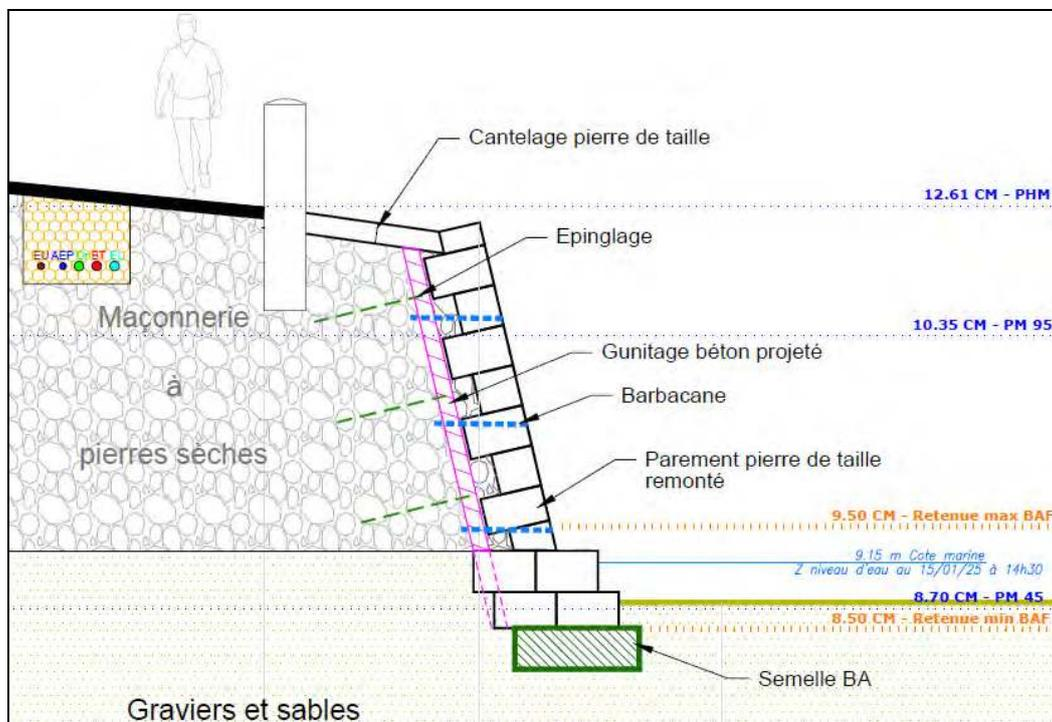 Cantelage pierre de taille
12.61 CM - PHM
Epinglage
EU AEP BT
Maçonnerie
10.35 CM - PM 95
Gunitage béton projeté
à
Barbacane
pierres sèches
Parement pierre de taille
remonté
9.50 CM - Retenue max BAF
9.15 m Cote marine
Z niveau d'eau au 15/01/25 à 14h30
8.70 CM - PM 45
8.50 CM - Retenue min BAF
Semelle BA
Graviers et sables